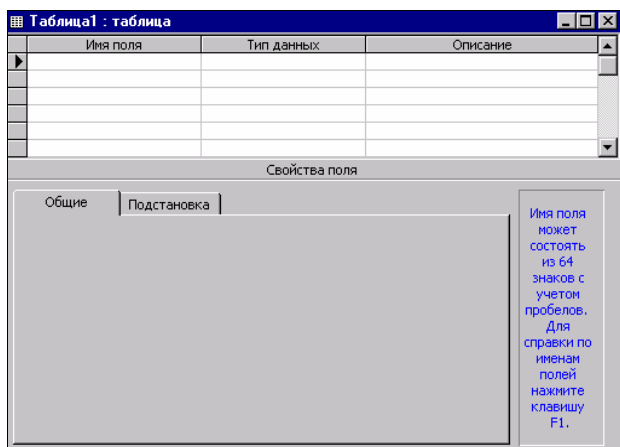 Таблица1 : таблица
Имя поля Тип данных Описание
Свойства поля
Общие Подстановка
Имя поля
может
состоять
из 64
знаков с
учетом
пробелов.
Для
справки по
именам
полей
нажмите
клавишу
F1.